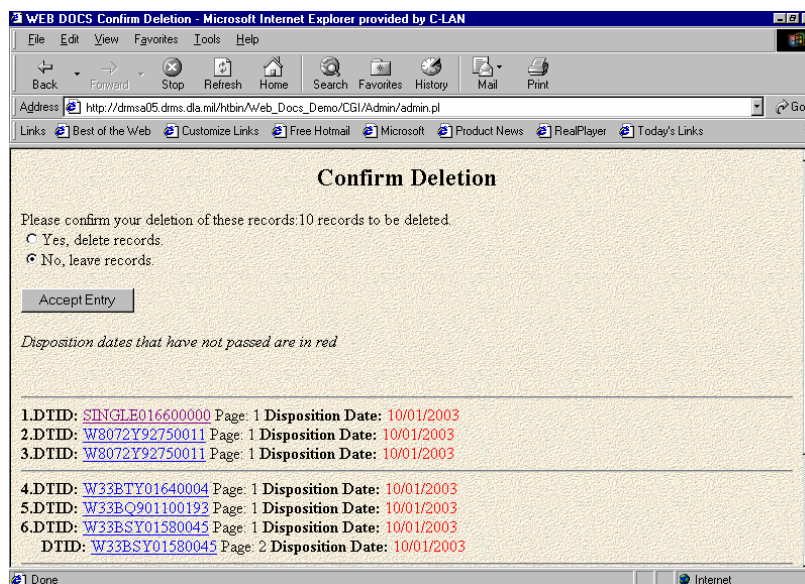 WEB DOCS Confirm Deletion - Microsoft Internet Explorer provided by C-LAN
File Edit View Favorites Tools Help
Back Forward Stop Refresh Home Search Favorites History Mail Print
Address http://drmsa05.drms.dla.mil/htbin/Web_Docs_Demo/CGI/Admin/admin.pl Go
Links Best of the Web Customize Links Free Hotmail Microsoft Product News RealPlayer Today's Links
Confirm Deletion
Please confirm your deletion of these records:10 records to be deleted.
Yes, delete records.
No, leave records.
Accept Entry
Disposition dates that have not passed are in red
1.DTID: SINGLE016600000 Page: 1 Disposition Date: 10/01/2003
2.DTID: W8072Y92750011 Page: 1 Disposition Date: 10/01/2003
3.DTID: W8072Y92750011 Page: 1 Disposition Date: 10/01/2003
4.DTID: W33BTY01640004 Page: 1 Disposition Date: 10/01/2003
5.DTID: W33BQ901100193 Page: 1 Disposition Date: 10/01/2003
6.DTID: W33BSY01580045 Page: 1 Disposition Date: 10/01/2003
DTID: W33BSY01580045 Page: 2 Disposition Date: 10/01/2003
Done Internet